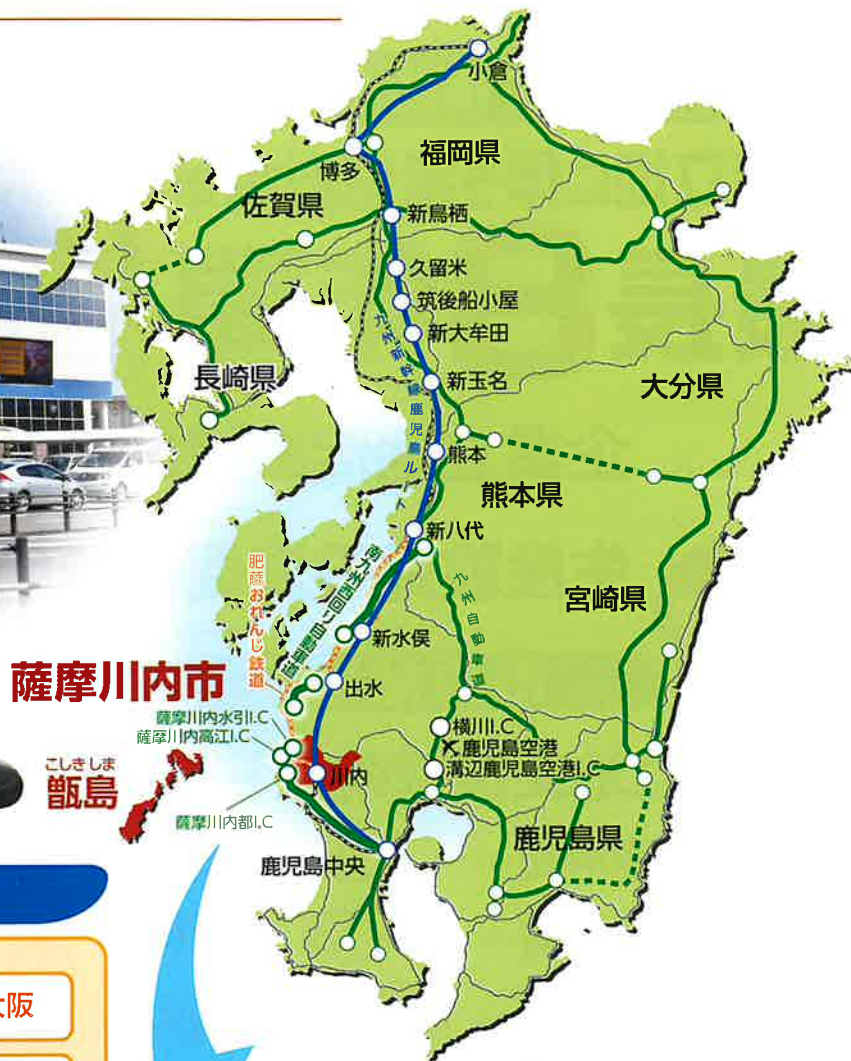 小倉
福岡県
博多
佐賀県
新鳥栖
久留米
筑後船小屋
新大牟田
九州新幹線鹿児島ルート
長崎県
新玉名
大分県
熊本
熊本県
新八代
南九州西回り自動車道
肥薩おれんじ鉄道
九州自動車道
宮崎県
新水俣
薩摩川内市
出水
薩摩川内水引I.C
薩摩川内高江I.C
横川I.C
鹿児島空港
溝辺鹿児島空港I.C
こしきしま
甑島
川内
薩摩川内都I.C
鹿児島県
鹿児島中央
大阪